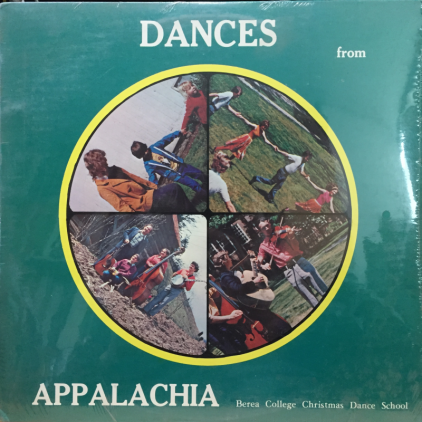 DANCES
from
APPALACHIA
Berea College Christmas Dance School